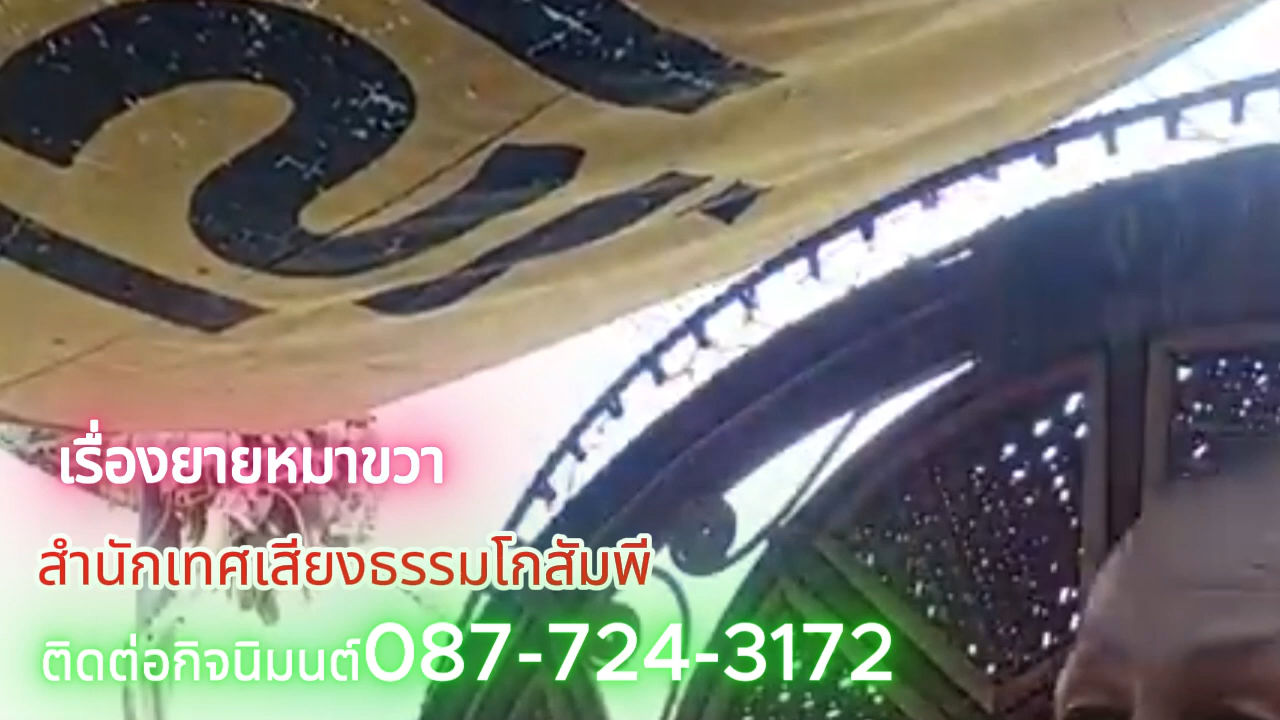 เรื่องยายหมาขวา
สำนักเทศเสียงธรรมโกสัมพี
ติดต่อกิจนิมนต์087-724-3172